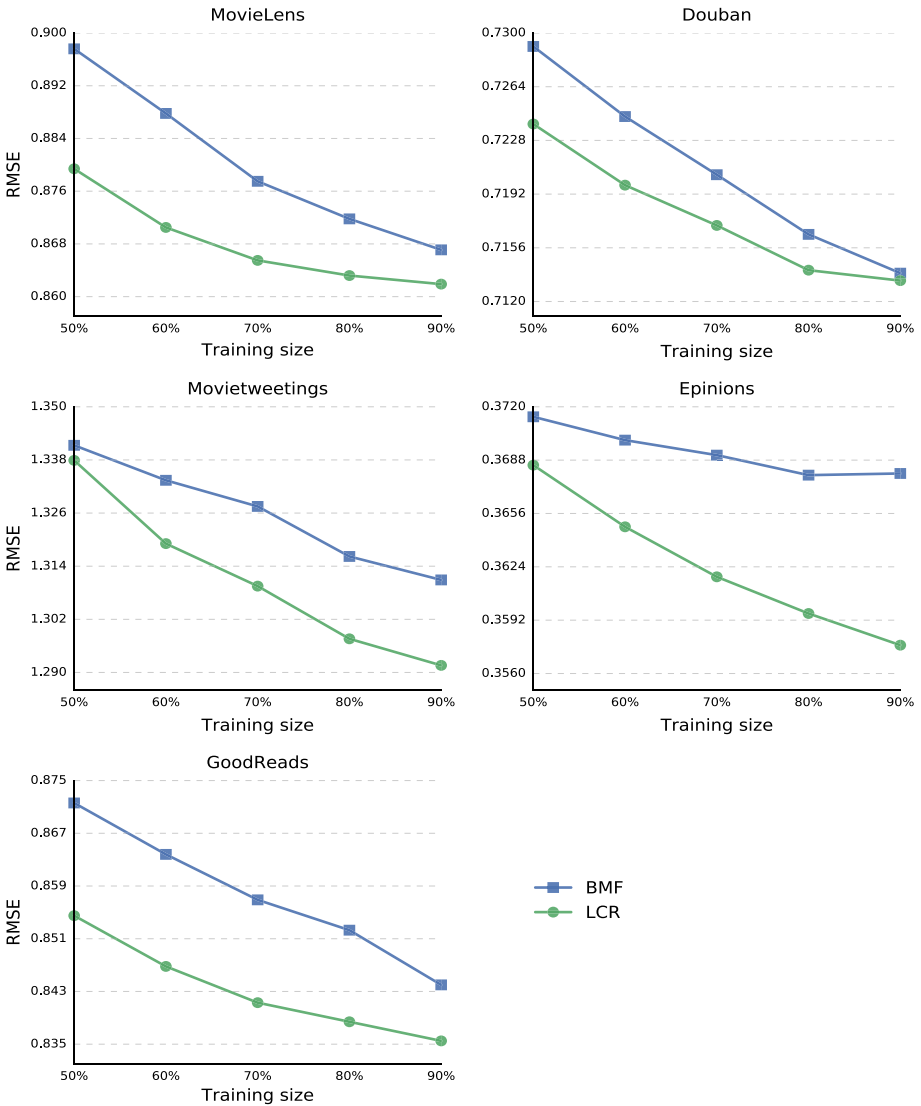 MovieLens
0.900
0.892
0.884
0.876
0.868
0.860
RMSE
50% 60% 70% 80% 90%
Training size
Douban
0.7300
0.7264
0.7228
0.7192
0.7156
0.7120
50% 60% 70% 80% 90%
Training size
Movietweetings
1.350
1.338
1.326
1.314
1.302
1.290
RMSE
50% 60% 70% 80% 90%
Training size
Epinions
0.3720
0.3688
0.3656
0.3624
0.3592
0.3560
50% 60% 70% 80% 90%
Training size
GoodReads
0.875
0.867
0.859
0.851
0.843
0.835
RMSE
50% 60% 70% 80% 90%
Training size
BMF
LCR